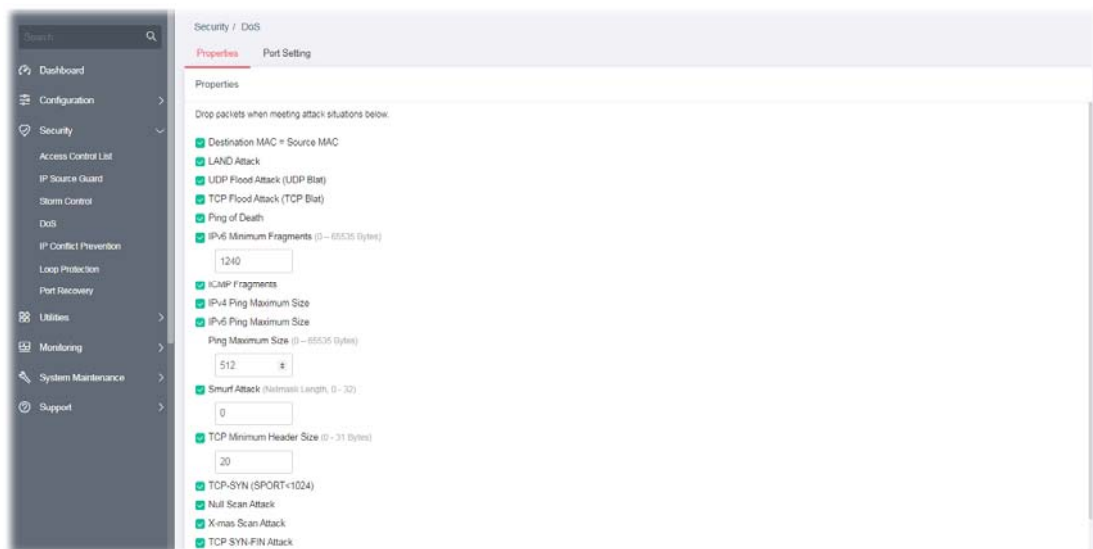 Search
Dashboard
Configuration
Security
Access Control List
IP Source Guard
Storm Control
DoS
IP Conflict Prevention
Loop Protection
Port Recovery
Utilities
Monitoring
System Maintenance
Support
Security / DoS
Properties Port Setting
Properties
Drop packets when meeting attack situations below.
Destination MAC = Source MAC
LAND Attack
UDP Flood Attack (UDP Blat)
TCP Flood Attack (TCP Blat)
Ping of Death
IPv6 Minimum Fragments (0 – 65535 Bytes)
1240
ICMP Fragments
IPv4 Ping Maximum Size
IPv6 Ping Maximum Size
Ping Maximum Size (0 – 65535 Bytes)
512
Smurf Attack (Netmask Length, 0 - 32)
0
TCP Minimum Header Size (0 - 31 Bytes)
20
TCP-SYN (SPORT<1024)
Null Scan Attack
X-mas Scan Attack
TCP SYN-FIN Attack